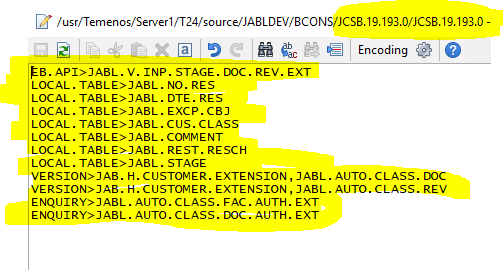 /usr/Temenos/Server1/T24/source/JABLDEV/BCONS/JCSB.19.193.0/JCSB.19.193.0 -
Encoding
EB.API>JABL.V.INP.STAGE.DOC.REV.EXT
LOCAL.TABLE>JABL.NO.RES
LOCAL.TABLE>JABL.DTE.RES
LOCAL.TABLE>JABL.EXCP.CBJ
LOCAL.TABLE>JABL.CUS.CLASS
LOCAL.TABLE>JABL.COMMENT
LOCAL.TABLE>JABL.REST.RESCH
LOCAL.TABLE>JABL.STAGE
VERSION>JAB.H.CUSTOMER.EXTENSION,JABL.AUTO.CLASS.DOC
VERSION>JAB.H.CUSTOMER.EXTENSION,JABL.AUTO.CLASS.REV
ENQUIRY>JABL.AUTO.CLASS.FAC.AUTH.EXT
ENQUIRY>JABL.AUTO.CLASS.DOC.AUTH.EXT